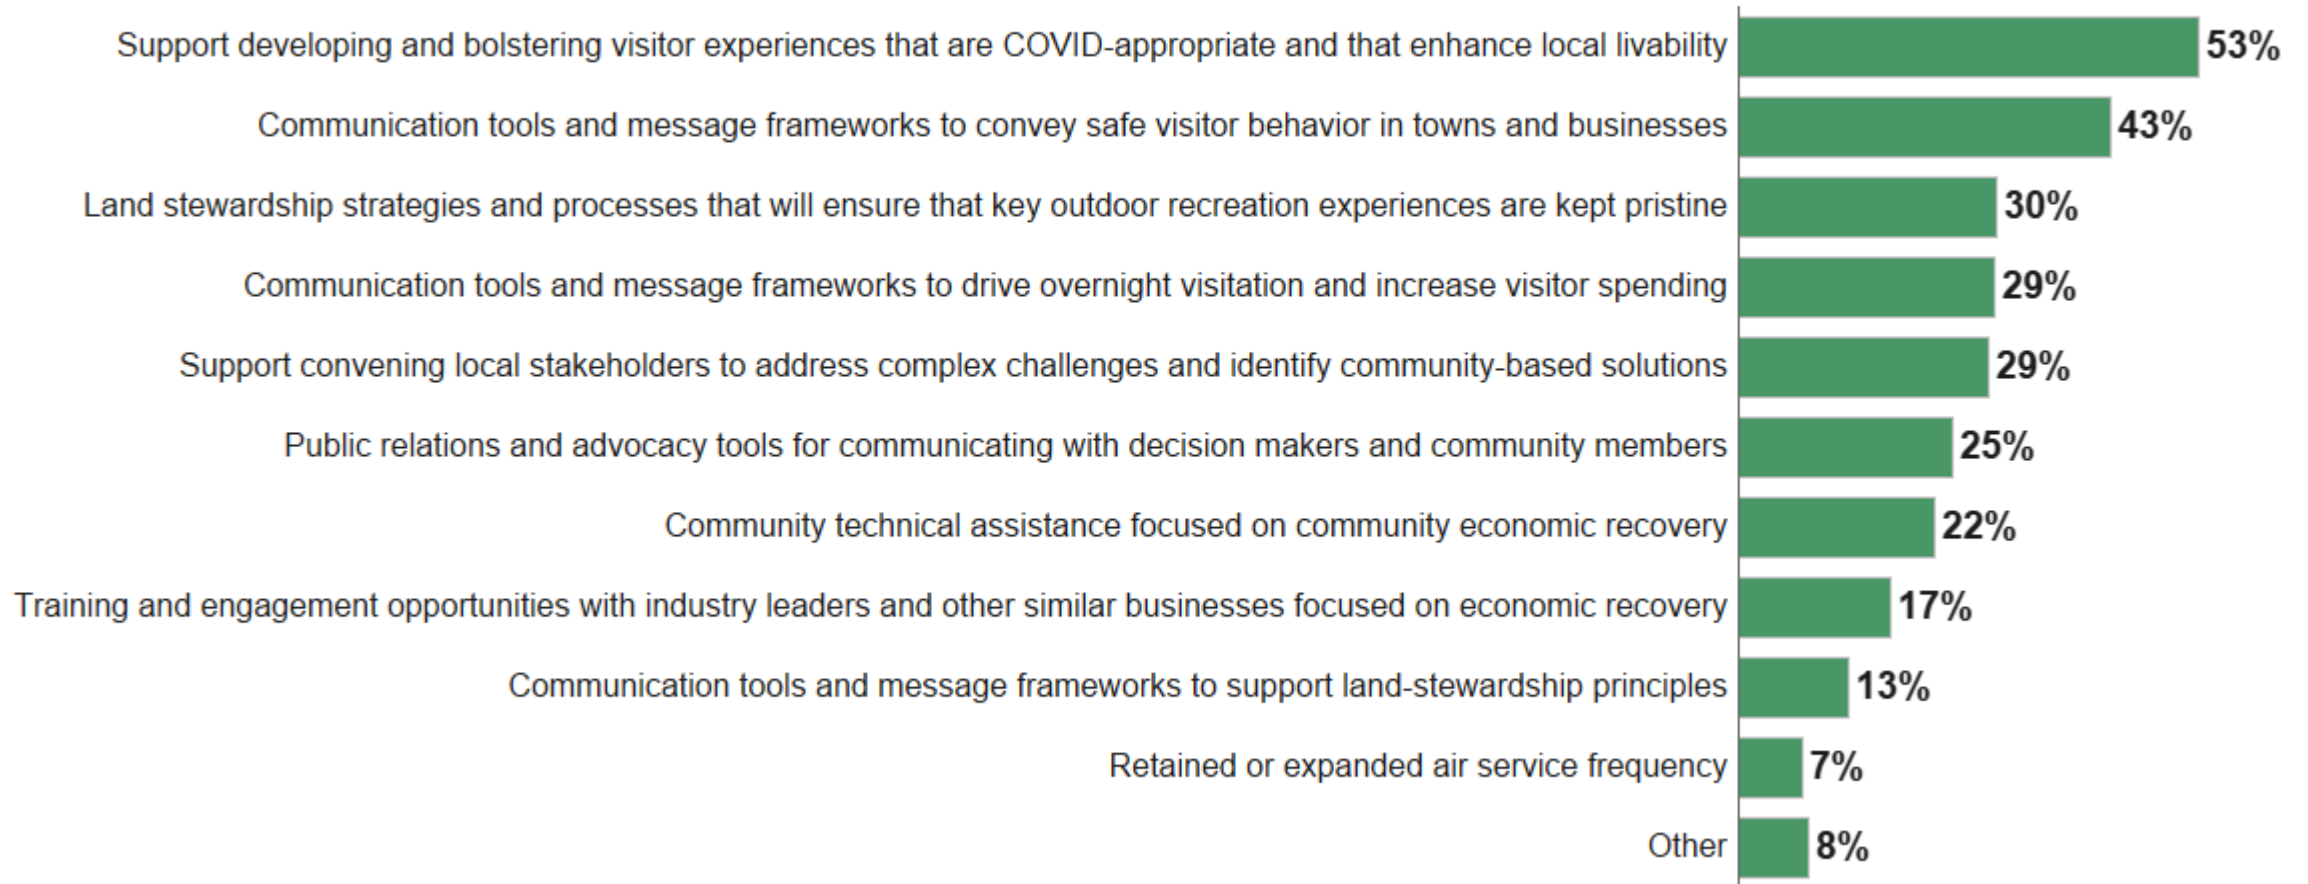 Support developing and bolstering visitor experiences that are COVID-appropriate and that enhance local livability 53%
Communication tools and message frameworks to convey safe visitor behavior in towns and businesses 43%
Land stewardship strategies and processes that will ensure that key outdoor recreation experiences are kept pristine 30%
Communication tools and message frameworks to drive overnight visitation and increase visitor spending 29%
Support convening local stakeholders to address complex challenges and identify community-based solutions 29%
Public relations and advocacy tools for communicating with decision makers and community members 25%
Community technical assistance focused on community economic recovery 22%
Training and engagement opportunities with industry leaders and other similar businesses focused on economic recovery 17%
Communication tools and message frameworks to support land-stewardship principles 13%
Retained or expanded air service frequency 7%
Other 8%